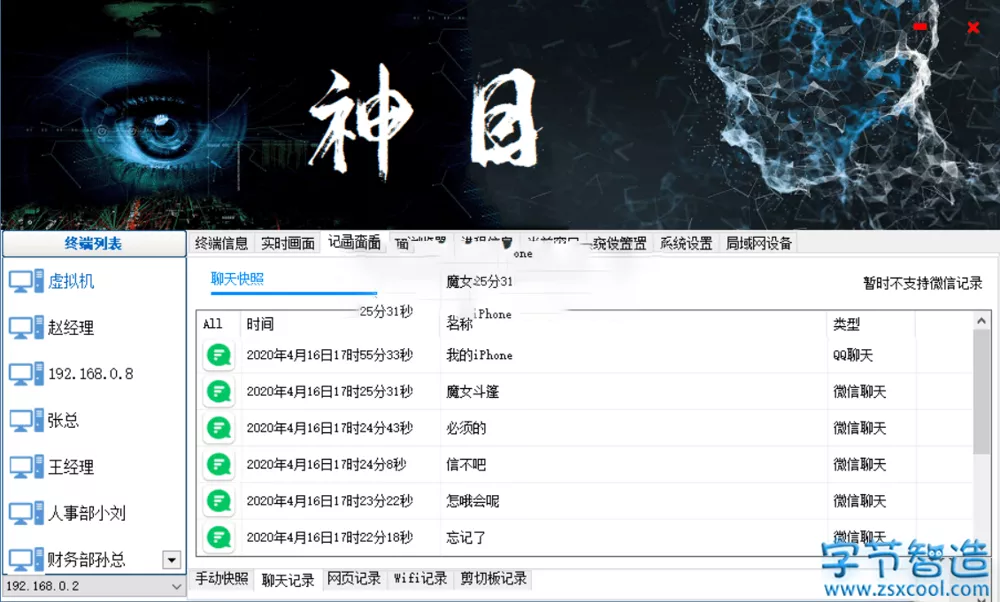 神目
终端列表
终端信息 实时画面 记录查看 进程信息 系统设置 局域网设备
one
虚拟机
赵经理
192.168.0.8
张总
王经理
人事部小刘
财务部孙总
192.168.0.2
聊天快照
魔女25分31
暂时不支持微信记录
25分31秒
iPhone
All 时间 名称 类型
2020年4月16日17时55分33秒 我的iPhone QQ聊天
2020年4月16日17时25分31秒 魔女斗篷 微信聊天
2020年4月16日17时24分43秒 必须的 微信聊天
2020年4月16日17时24分8秒 信不吧 微信聊天
2020年4月16日17时23分22秒 怎哦会呢 微信聊天
2020年4月16日17时22分18秒 忘记了 微信聊天
手动快照 聊天记录 网页记录 Wifi记录 剪切板记录
字节智造
www.zsxcool.com